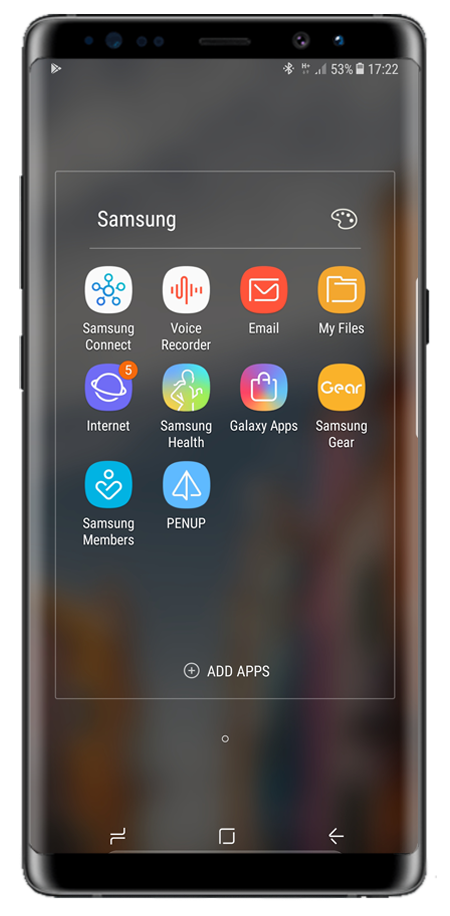 H+ 53% 17:22
Samsung
Samsung Connect
Voice Recorder
Email
My Files
5
Gear
Internet
Samsung Health
Galaxy Apps
Samsung Gear
Samsung Members
PENUP
ADD APPS